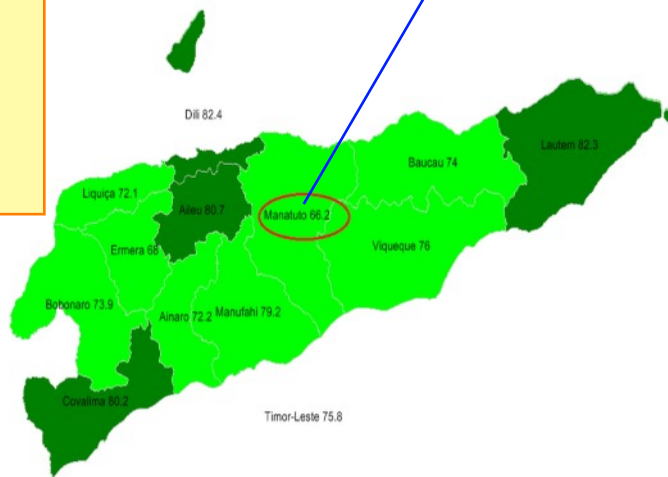 Dili 82.4
Lautem 82.3
Baucau 74
Liquiça 72.1
Aileu 80.7
Manatuto 66.2
Ermera 68
Viqueque 76
Bobonaro 73.9
Ainaro 72.2
Manufahi 79.2
Covalima 80.2
Timor-Leste 75.8